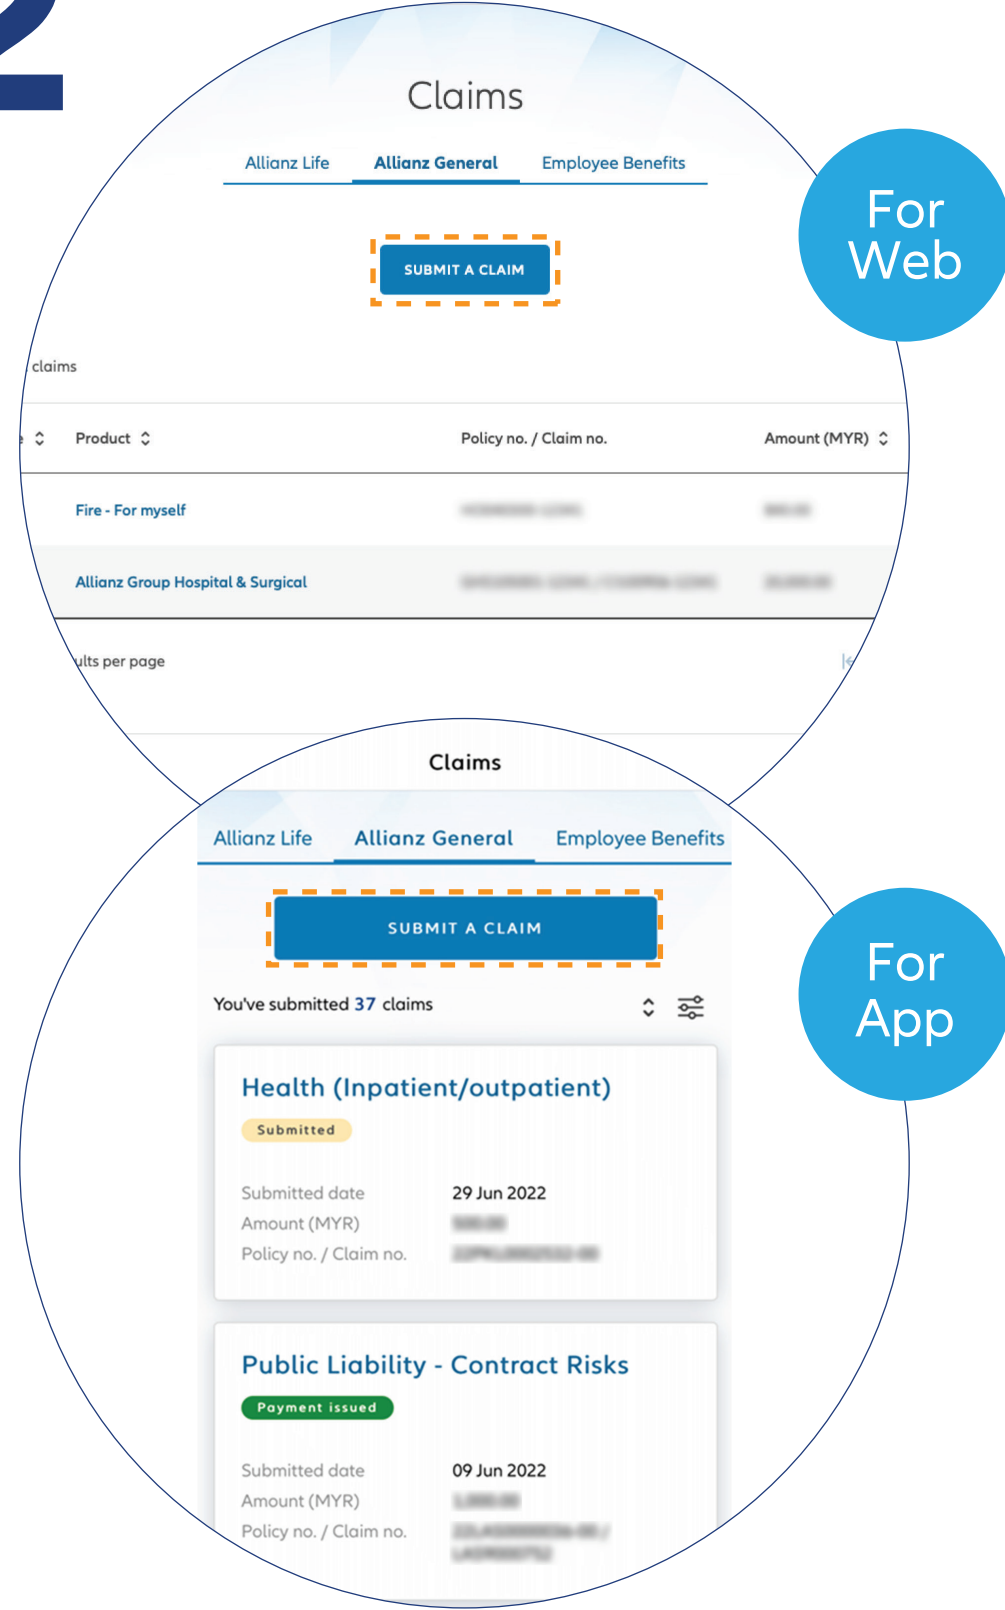 2
Claims
Allianz Life Allianz General Employee Benefits
For
Web
SUBMIT A CLAIM
claims
Product Policy no. / Claim no. Amount (MYR)
Fire - For myself
Allianz Group Hospital & Surgical
per page
Claims
Allianz Life Allianz General Employee Benefits
SUBMIT A CLAIM
For
App
You've submitted 37 claims
Health (Inpatient/outpatient)
Submitted
Submitted date 29 Jun 2022
Amount (MYR)
Policy no. / Claim no.
Public Liability - Contract Risks
Payment issued
Submitted date 09 Jun 2022
Amount (MYR)
Policy no. / Claim no.